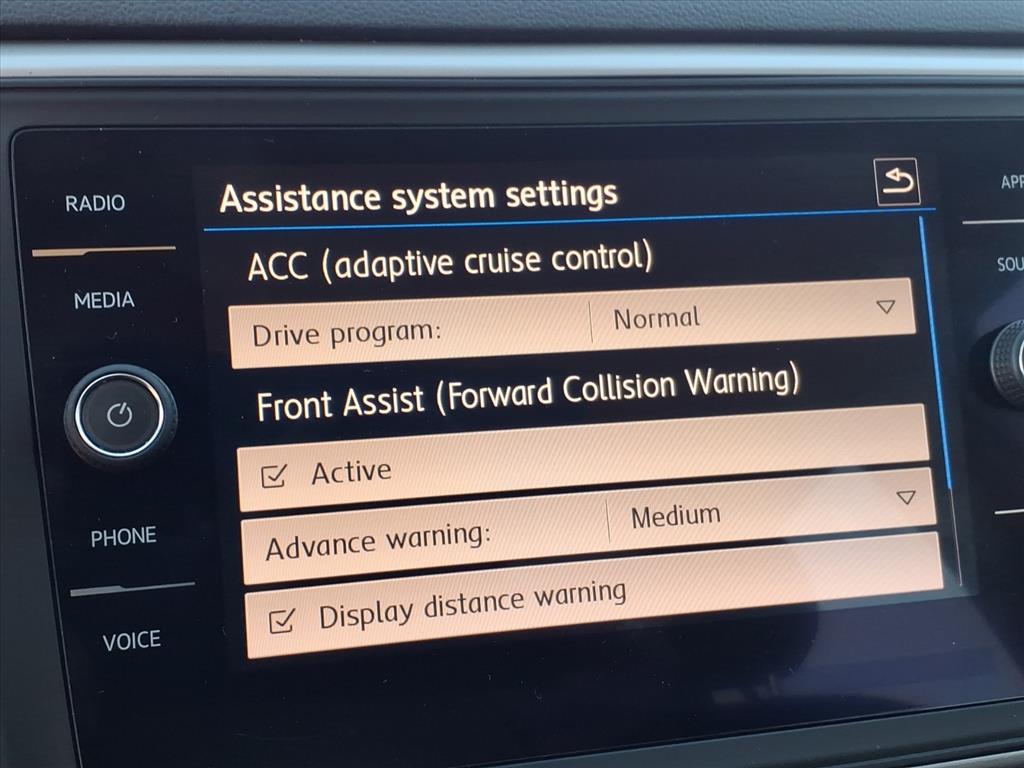 RADIO
MEDIA
PHONE
VOICE
Assistance system settings
ACC (adaptive cruise control)
Drive program: Normal
Front Assist (Forward Collision Warning)
Active
Advance warning: Medium
Display distance warning